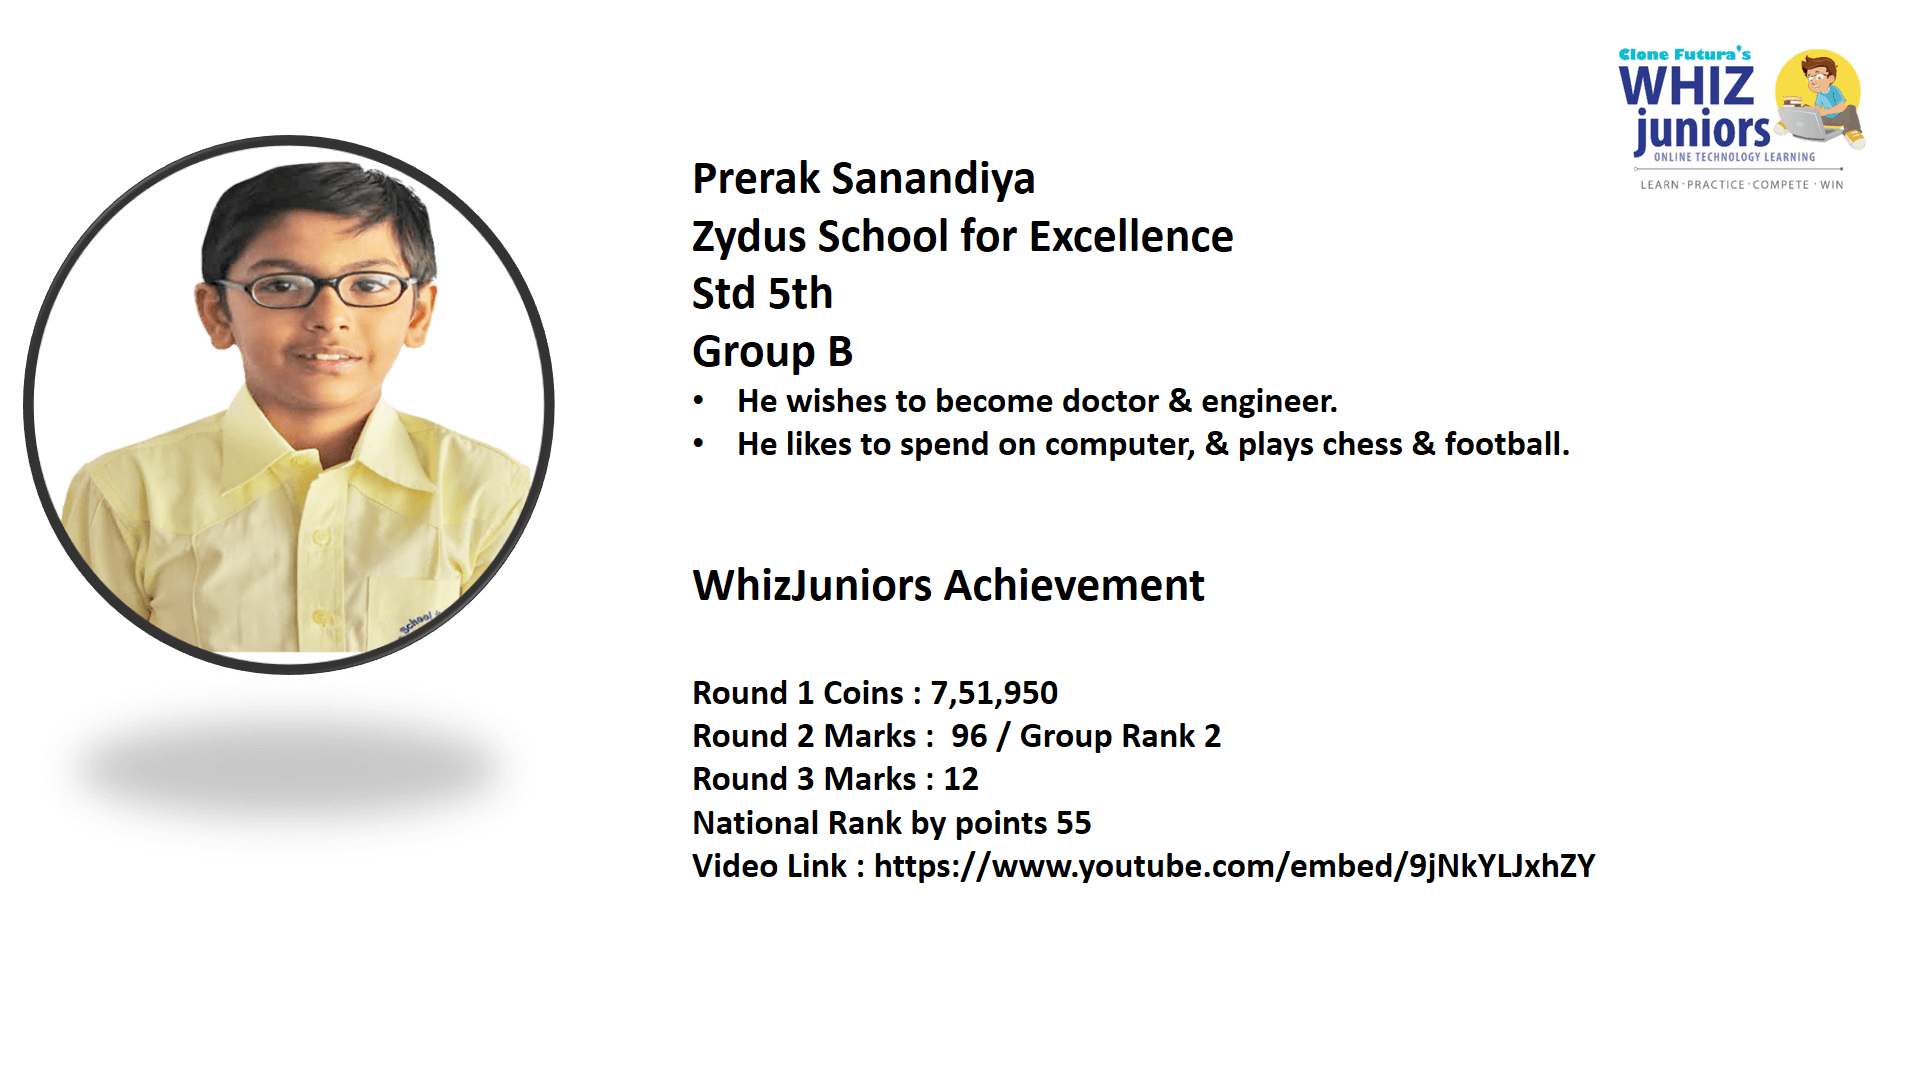 Clone Futura's
WHIZ
juniors
ONLINE TECHNOLOGY LEARNING
LEARN · PRACTICE · COMPETE · WIN
Prerak Sanandiya
Zydus School for Excellence
Std 5th
Group B
• He wishes to become doctor & engineer.
• He likes to spend on computer, & plays chess & football.
WhizJuniors Achievement
Round 1 Coins : 7,51,950
Round 2 Marks :  96 / Group Rank 2
Round 3 Marks : 12
National Rank by points 55
Video Link : https://www.youtube.com/embed/9jNkYLJxhZY
School